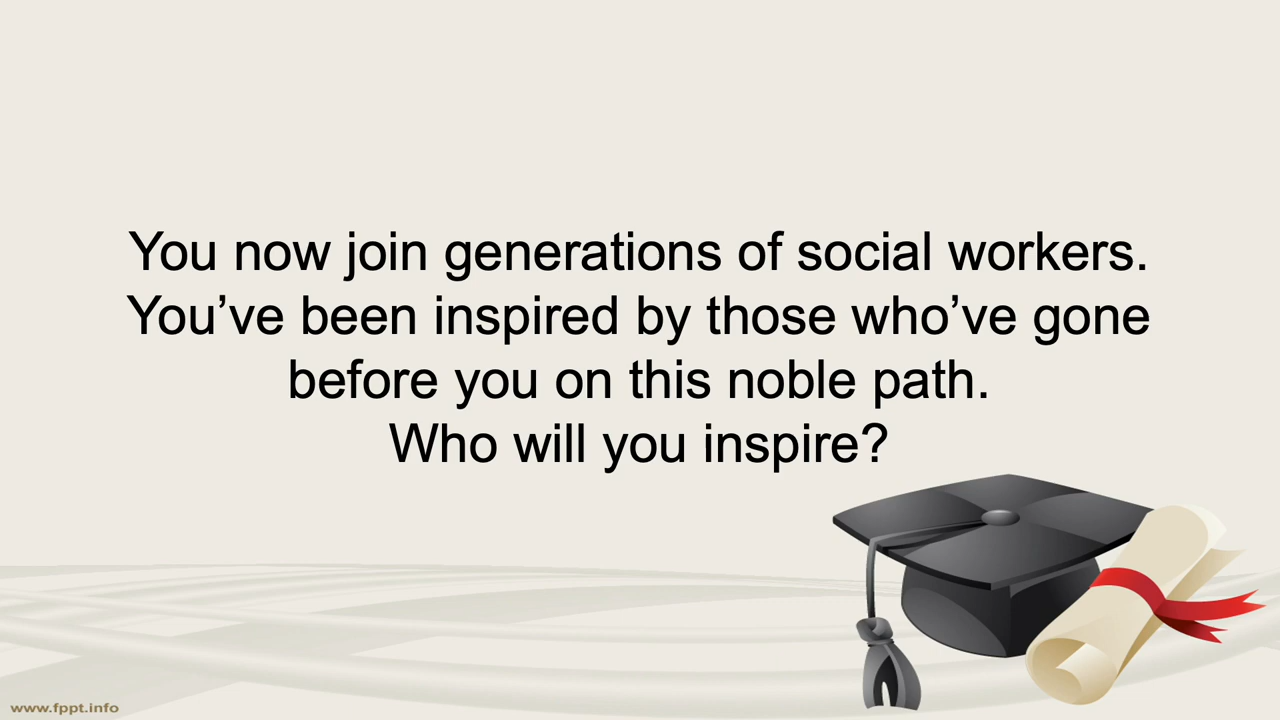 You now join generations of social workers.
You’ve been inspired by those who’ve gone
before you on this noble path.
Who will you inspire?
www.fppt.info